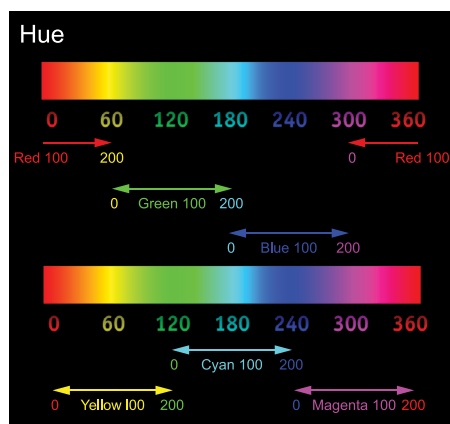 Hue
0 60 120 180 240 300 360
Red 100 200 0 Red 100
0 Green 100 200
0 Blue 100 200
0 60 120 180 240 300 360
0 Cyan 100 200
0 Yellow l00 200 0 Magenta 100 200